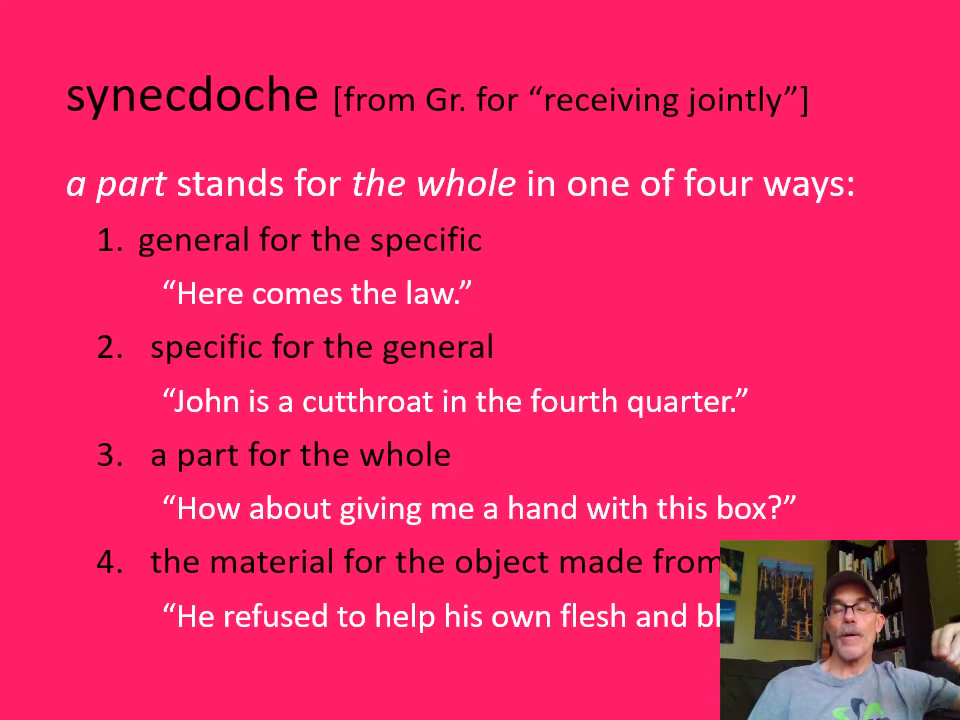 synecdoche [from Gr. for “receiving jointly”]
a part stands for the whole in one of four ways:
1. general for the specific
“Here comes the law.”
2. specific for the general
“John is a cutthroat in the fourth quarter.”
3. a part for the whole
“How about giving me a hand with this box?”
4. the material for the object made from
“He refused to help his own flesh and